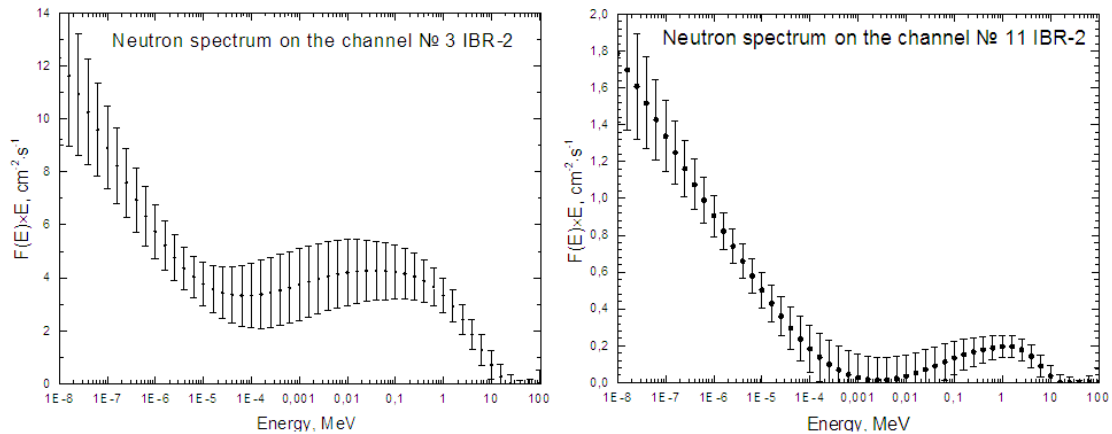 Neutron spectrum on the channel № 3 IBR-2
F(E)×E, cm⁻²·s⁻¹
14
12
10
8
6
4
2
0
1E-8 1E-7 1E-6 1E-5 1E-4 1E-3 0,01 0,1 1 10 100
Energy, MeV
Neutron spectrum on the channel № 11 IBR-2
F(E)×E, cm⁻²·s⁻¹
2,0
1,8
1,6
1,4
1,2
1,0
0,8
0,6
0,4
0,2
0,0
1E-8 1E-7 1E-6 1E-5 1E-4 1E-3 0,01 0,1 1 10 100
Energy, MeV